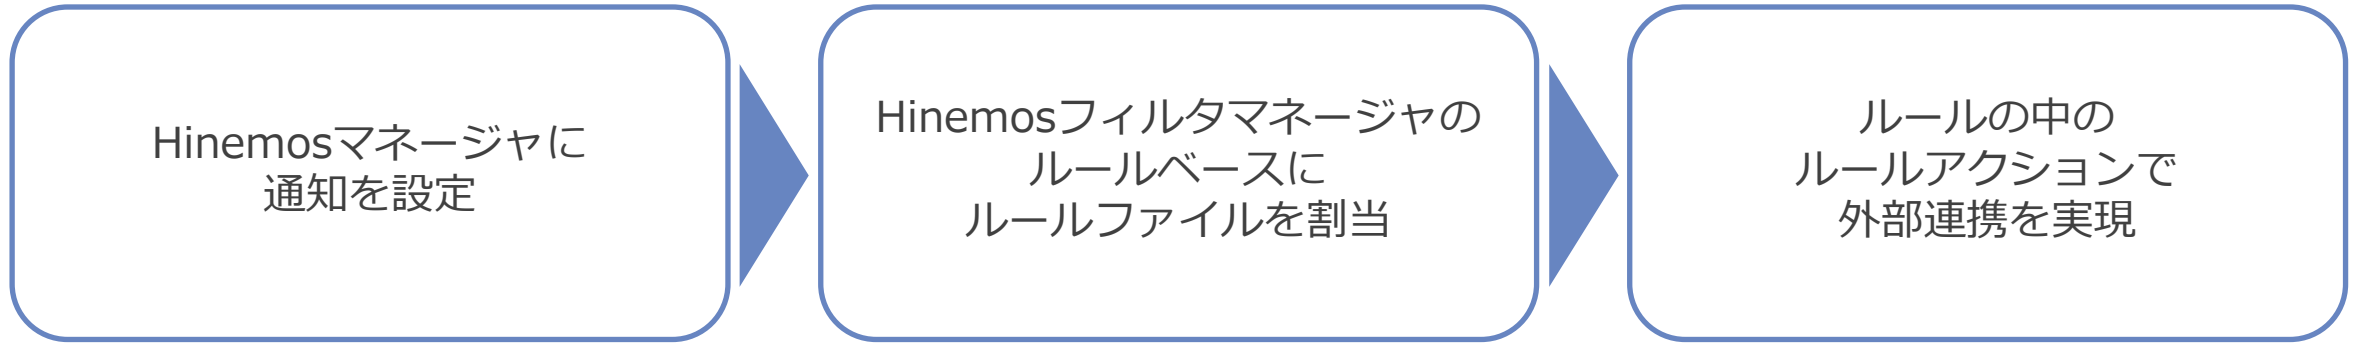 Hinemosマネージャに
通知を設定
Hinemosフィルタマネージャの
ルールベースに
ルールファイルを割当
ルールの中の
ルールアクションで
外部連携を実現